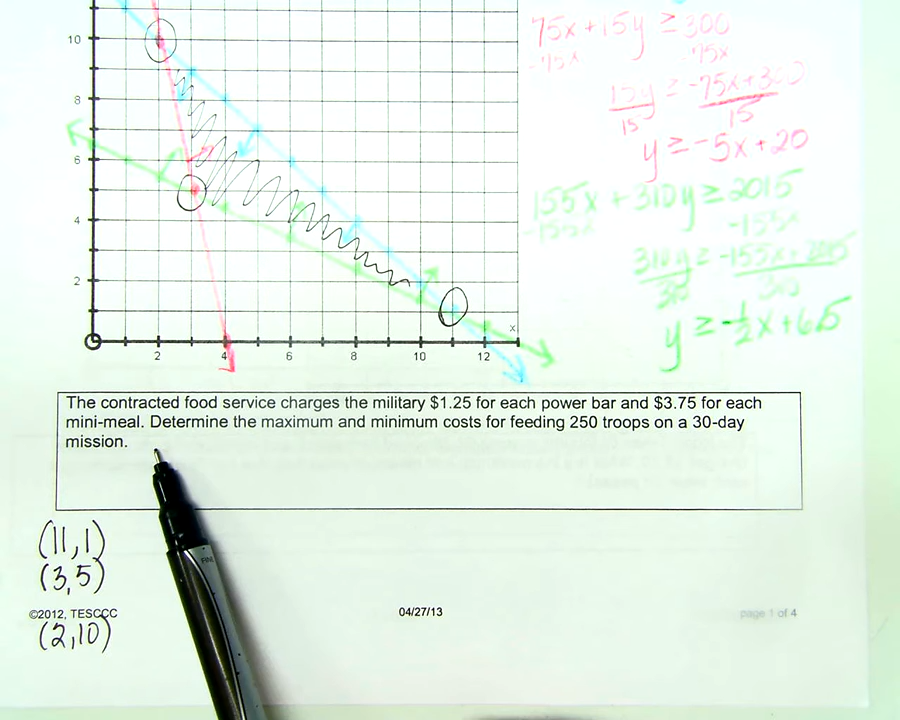 10
8
6
4
2
2 4 6 8 10 12
x
75x+15y ≥ 300
-75x -75x
15y ≥ -75x+300
15 15
y ≥ -5x+20
155x + 310y ≥ 2015
-155x -155x
310y ≥ -155x+2015
310 310
y ≥ -½x+6.5
The contracted food service charges the military $1.25 for each power bar and $3.75 for each
mini-meal. Determine the maximum and minimum costs for feeding 250 troops on a 30-day
mission.
(11,1)
(3,5)
©2012, TESCCC 04/27/13 page 1 of 4
(2,10)